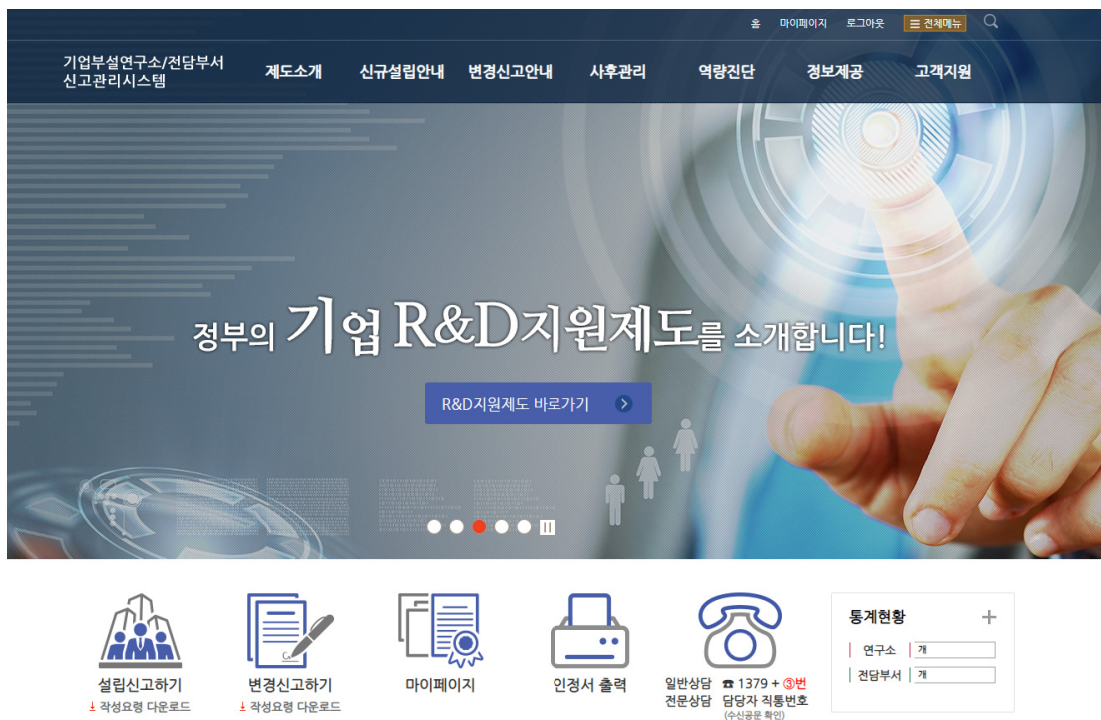 홈 마이페이지 로그아웃 전체메뉴
기업부설연구소/전담부서
신고관리시스템
제도소개 신규설립안내 변경신고안내 사후관리 역량진단 정보제공 고객지원
정부의 기업 R&D지원제도를 소개합니다!
R&D지원제도 바로가기
설립신고하기
작성요령 다운로드
변경신고하기
작성요령 다운로드
마이페이지
인정서 출력
일반상담 ☎ 1379 + ③번
전문상담 담당자 직통번호
(수신공문 확인)
통계현황 +
연구소 개
전담부서 개